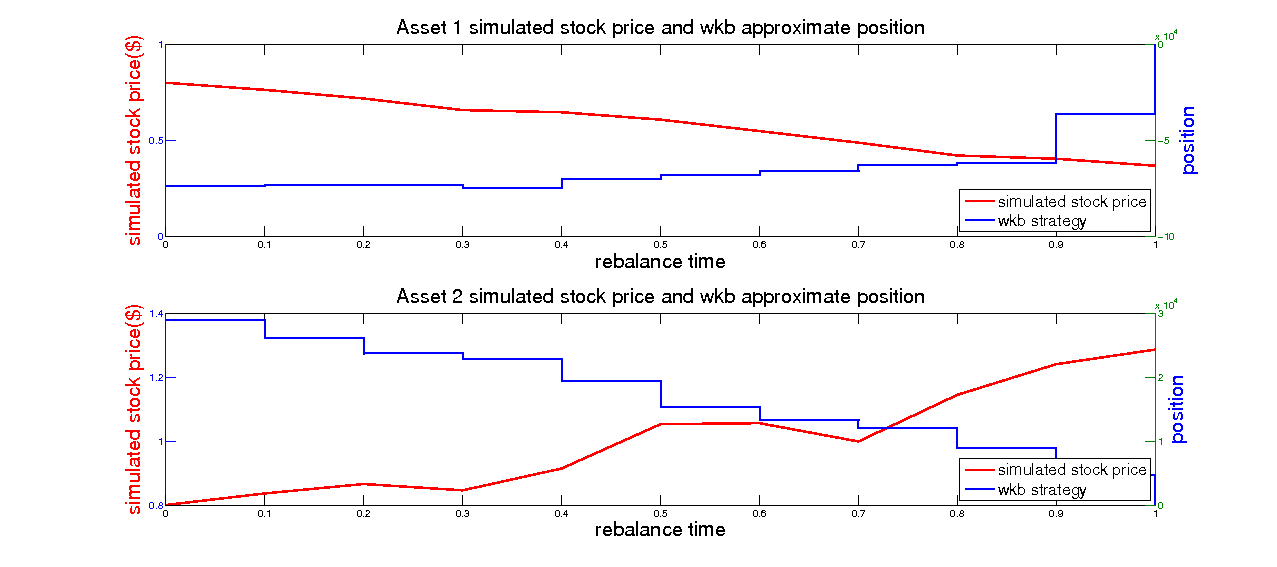 Asset 1 simulated stock price and wkb approximate position
x 10^4
1 0
simulated stock price($)
position
0.5 −5
simulated stock price
wkb strategy
0 −10
0 0.1 0.2 0.3 0.4 0.5 0.6 0.7 0.8 0.9 1
rebalance time
Asset 2 simulated stock price and wkb approximate position
x 10^4
1.4 3
simulated stock price($)
position
1.2 2
1 1
simulated stock price
wkb strategy
0.8 0
0 0.1 0.2 0.3 0.4 0.5 0.6 0.7 0.8 0.9 1
rebalance time